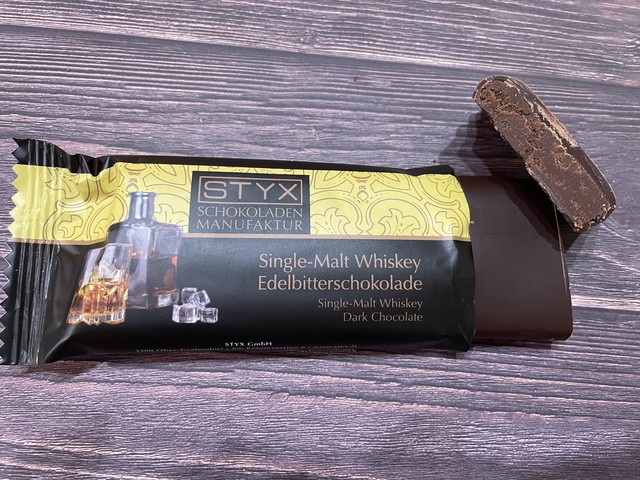 STYX
SCHOKOLADEN
MANUFAKTUR
Single-Malt Whiskey
Edelbitterschokolade
Single-Malt Whiskey
Dark Chocolate
STYX GmbH